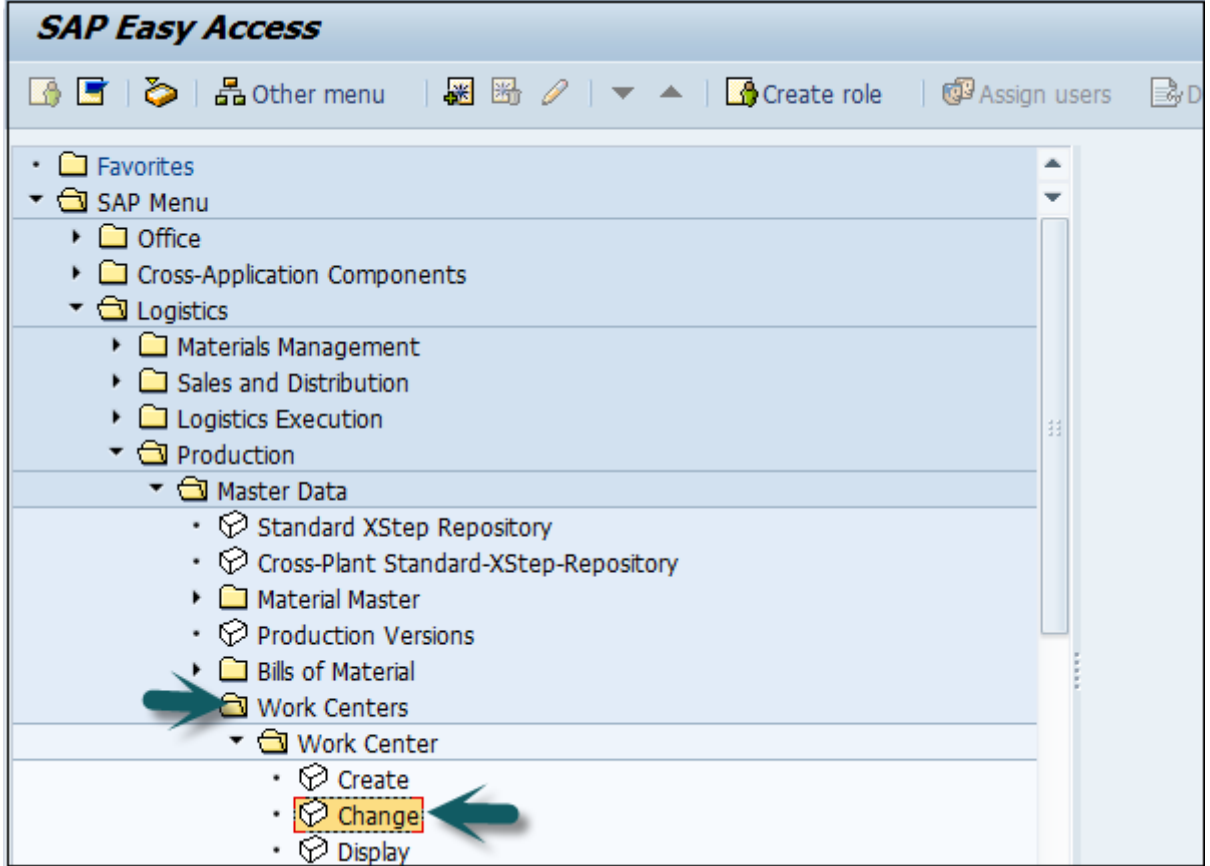 SAP Easy Access
Other menu Create role Assign users D
Favorites
SAP Menu
Office
Cross-Application Components
Logistics
Materials Management
Sales and Distribution
Logistics Execution
Production
Master Data
Standard XStep Repository
Cross-Plant Standard-XStep-Repository
Material Master
Production Versions
Bills of Material
Work Centers
Work Center
Create
Change
Display